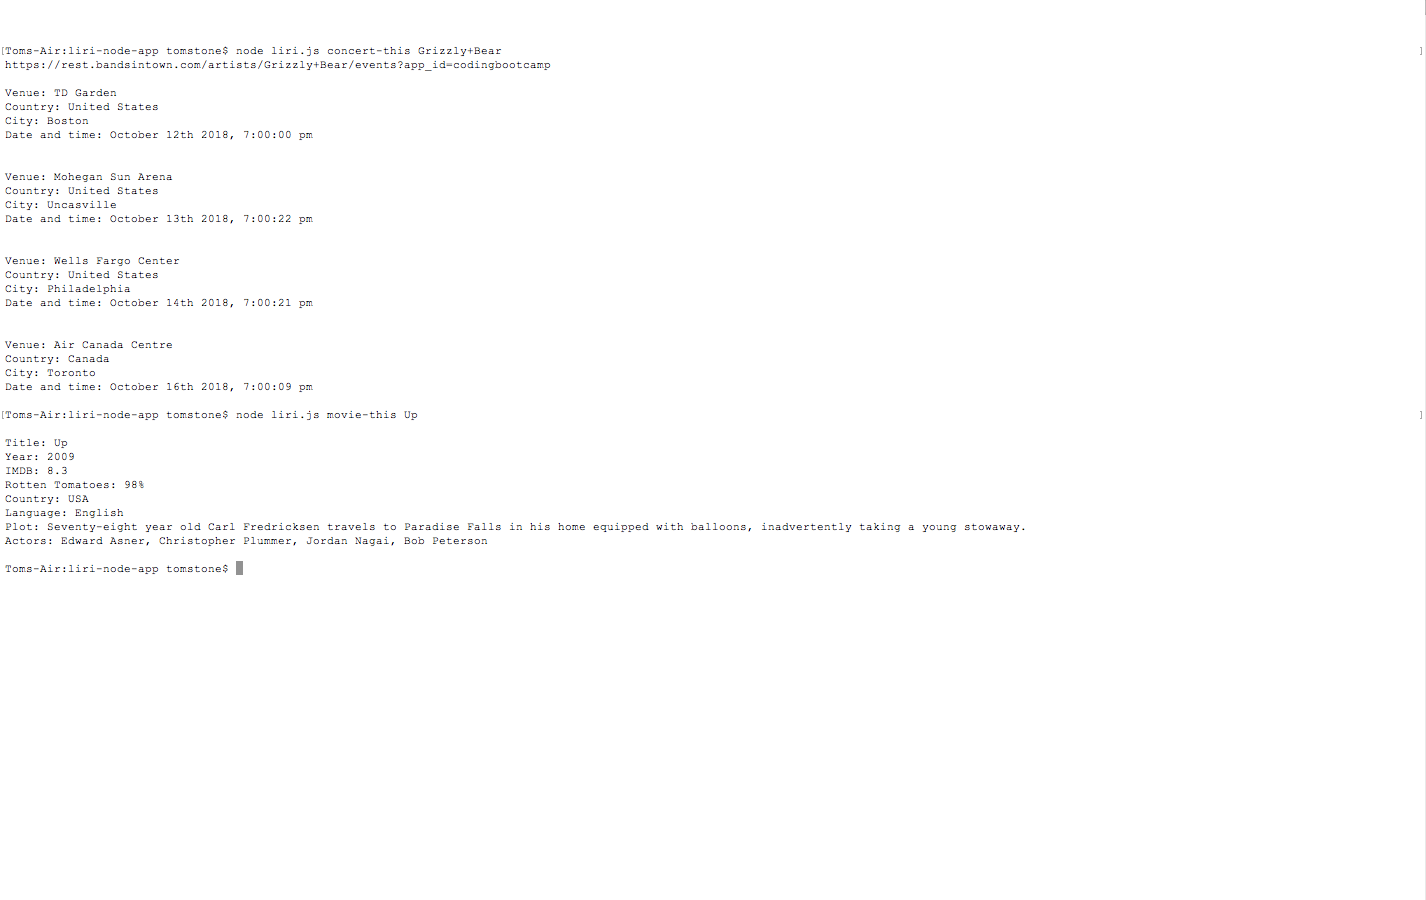 [Toms-Air:liri-node-app tomstone$ node liri.js concert-this Grizzly+Bear ]
https://rest.bandsintown.com/artists/Grizzly+Bear/events?app_id=codingbootcamp
Venue: TD Garden
Country: United States
City: Boston
Date and time: October 12th 2018, 7:00:00 pm
Venue: Mohegan Sun Arena
Country: United States
City: Uncasville
Date and time: October 13th 2018, 7:00:22 pm
Venue: Wells Fargo Center
Country: United States
City: Philadelphia
Date and time: October 14th 2018, 7:00:21 pm
Venue: Air Canada Centre
Country: Canada
City: Toronto
Date and time: October 16th 2018, 7:00:09 pm
[Toms-Air:liri-node-app tomstone$ node liri.js movie-this Up ]
Title: Up
Year: 2009
IMDB: 8.3
Rotten Tomatoes: 98%
Country: USA
Language: English
Plot: Seventy-eight year old Carl Fredricksen travels to Paradise Falls in his home equipped with balloons, inadvertently taking a young stowaway.
Actors: Edward Asner, Christopher Plummer, Jordan Nagai, Bob Peterson
Toms-Air:liri-node-app tomstone$